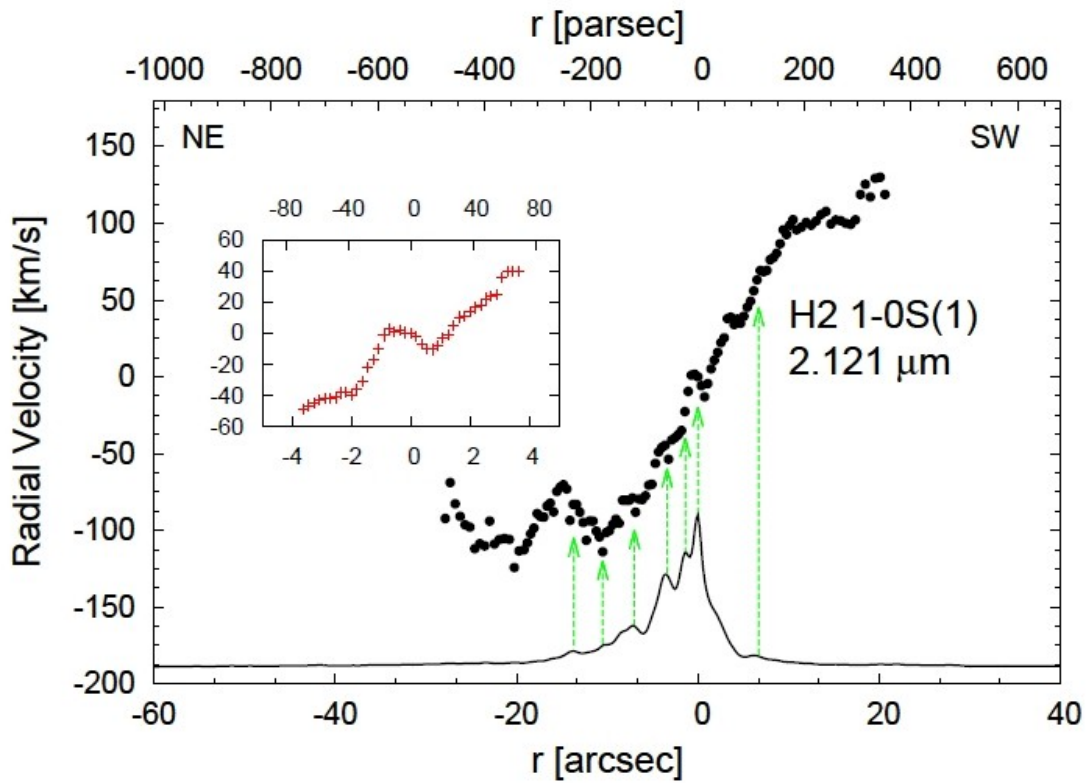 r [parsec]
-1000 -800 -600 -400 -200 0 200 400 600
NE SW
150
100
50
0
-50
-100
-150
-200
Radial Velocity [km/s]
-80 -40 0 40 80
60
40
20
0
-20
-40
-60
-4 -2 0 2 4
H2 1-0S(1)
2.121 μm
-60 -40 -20 0 20 40
r [arcsec]